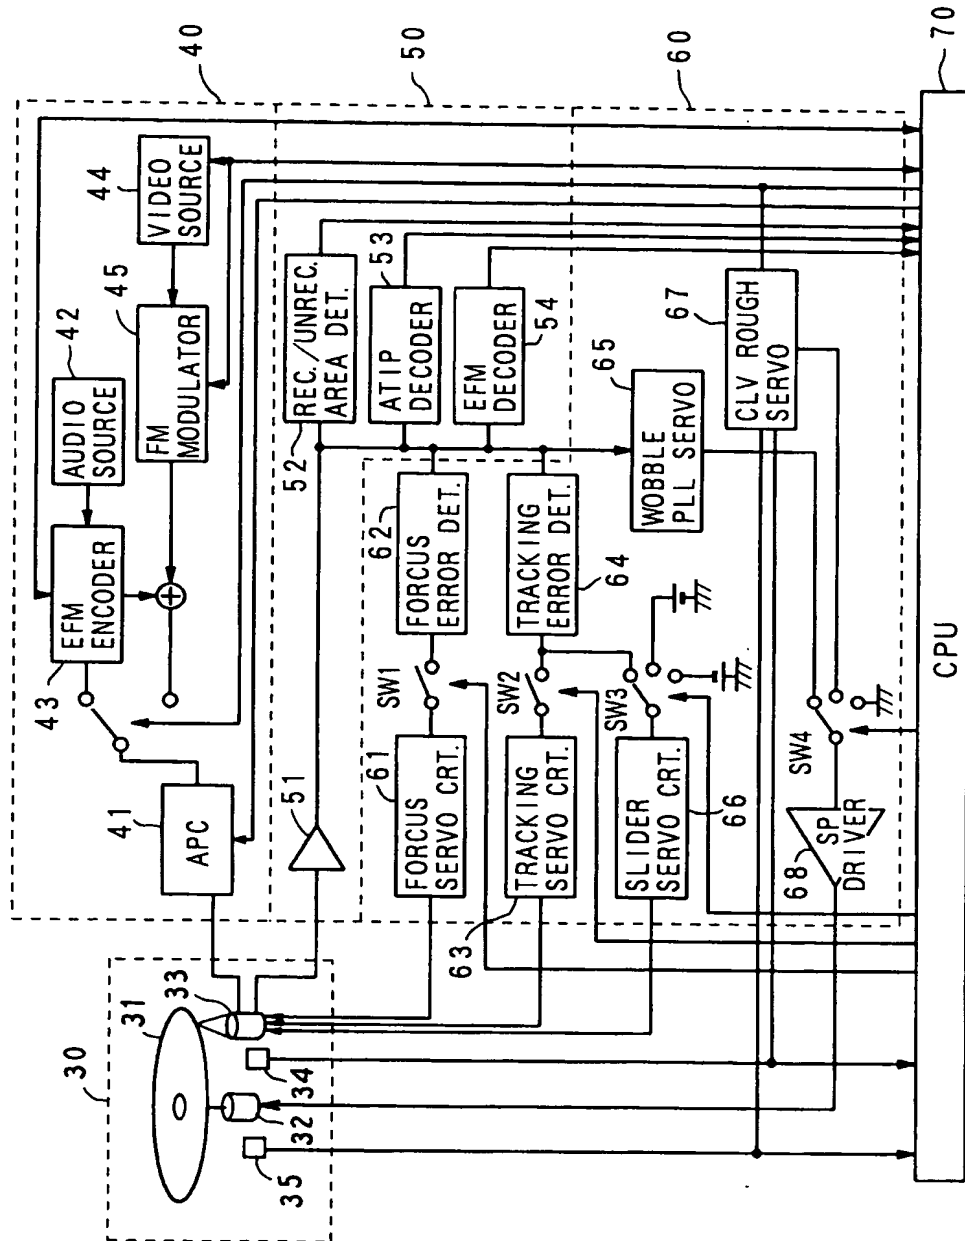 30
31
32
33
34
35
40
41
APC
42
AUDIO
SOURCE
43
EFM
ENCODER
44
VIDEO
SOURCE
45
FM
MODULATOR
50
51
52
REC./UNREC.
AREA DET.
53
ATIP
DECODER
54
EFM
DECODER
60
61
FORCUS
SERVO CRT.
SW1
62
FORCUS
ERROR DET.
63
TRACKING
SERVO CRT.
SW2
64
TRACKING
ERROR DET.
65
WOBBLE
PLL SERVO
66
SLIDER
SERVO CRT.
SW3
67
CLV ROUGH
SERVO
68
SP
DRIVER
SW4
70
CPU